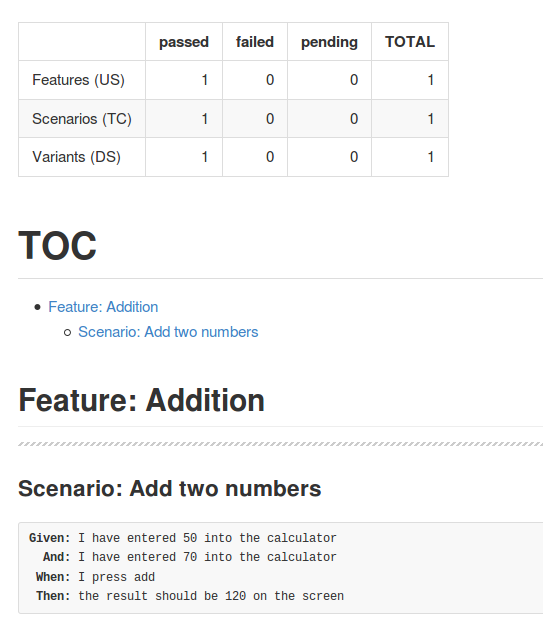 passed failed pending TOTAL
Features (US) 1 0 0 1
Scenarios (TC) 1 0 0 1
Variants (DS) 1 0 0 1
TOC
Feature: Addition
Scenario: Add two numbers
Feature: Addition
Scenario: Add two numbers
Given: I have entered 50 into the calculator
And: I have entered 70 into the calculator
When: I press add
Then: the result should be 120 on the screen